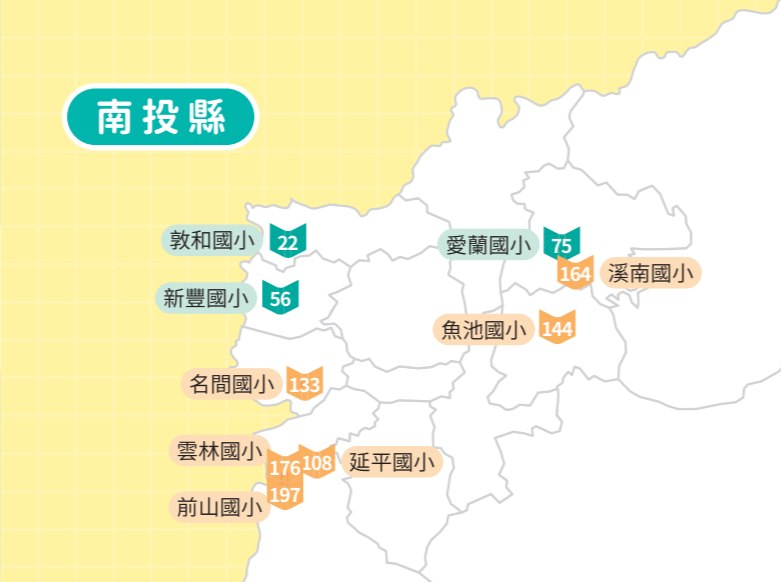 南投縣
敦和國小 22
愛蘭國小 75
164 溪南國小
新豐國小 56
魚池國小 144
名間國小 133
雲林國小 176
108 延平國小
前山國小 197